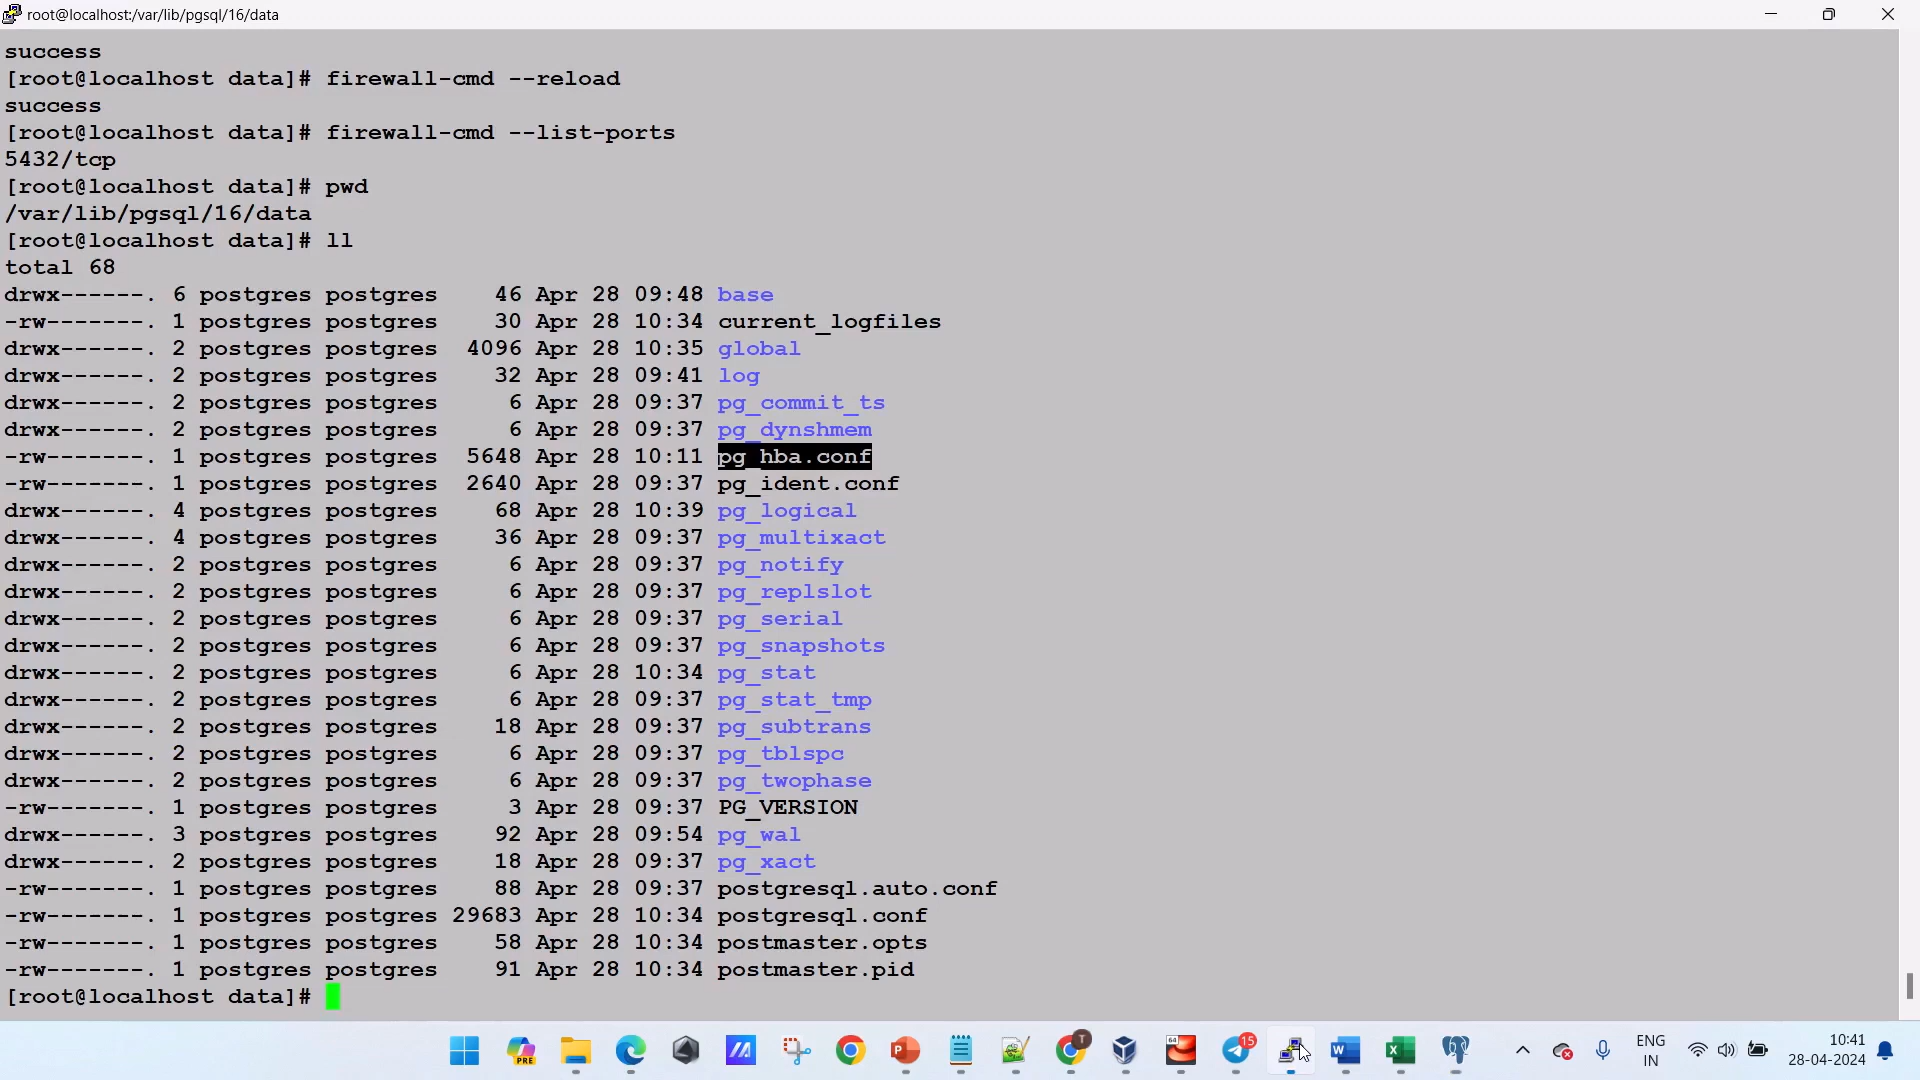 root@localhost:/var/lib/pgsql/16/data
success
[root@localhost data]# firewall-cmd --reload
success
[root@localhost data]# firewall-cmd --list-ports
5432/tcp
[root@localhost data]# pwd
/var/lib/pgsql/16/data
[root@localhost data]# ll
total 68
drwx------. 6 postgres postgres    46 Apr 28 09:48 base
-rw-------. 1 postgres postgres    30 Apr 28 10:34 current_logfiles
drwx------. 2 postgres postgres  4096 Apr 28 10:35 global
drwx------. 2 postgres postgres    32 Apr 28 09:41 log
drwx------. 2 postgres postgres     6 Apr 28 09:37 pg_commit_ts
drwx------. 2 postgres postgres     6 Apr 28 09:37 pg_dynshmem
-rw-------. 1 postgres postgres  5648 Apr 28 10:11 pg_hba.conf
-rw-------. 1 postgres postgres  2640 Apr 28 09:37 pg_ident.conf
drwx------. 4 postgres postgres    68 Apr 28 10:39 pg_logical
drwx------. 4 postgres postgres    36 Apr 28 09:37 pg_multixact
drwx------. 2 postgres postgres     6 Apr 28 09:37 pg_notify
drwx------. 2 postgres postgres     6 Apr 28 09:37 pg_replslot
drwx------. 2 postgres postgres     6 Apr 28 09:37 pg_serial
drwx------. 2 postgres postgres     6 Apr 28 09:37 pg_snapshots
drwx------. 2 postgres postgres     6 Apr 28 10:34 pg_stat
drwx------. 2 postgres postgres     6 Apr 28 09:37 pg_stat_tmp
drwx------. 2 postgres postgres    18 Apr 28 09:37 pg_subtrans
drwx------. 2 postgres postgres     6 Apr 28 09:37 pg_tblspc
drwx------. 2 postgres postgres     6 Apr 28 09:37 pg_twophase
-rw-------. 1 postgres postgres     3 Apr 28 09:37 PG_VERSION
drwx------. 3 postgres postgres    92 Apr 28 09:54 pg_wal
drwx------. 2 postgres postgres    18 Apr 28 09:37 pg_xact
-rw-------. 1 postgres postgres    88 Apr 28 09:37 postgresql.auto.conf
-rw-------. 1 postgres postgres 29683 Apr 28 10:34 postgresql.conf
-rw-------. 1 postgres postgres    58 Apr 28 10:34 postmaster.opts
-rw-------. 1 postgres postgres    91 Apr 28 10:34 postmaster.pid
[root@localhost data]#
PRE
P
T
64
15
W
X
ENG
IN
10:41
28-04-2024